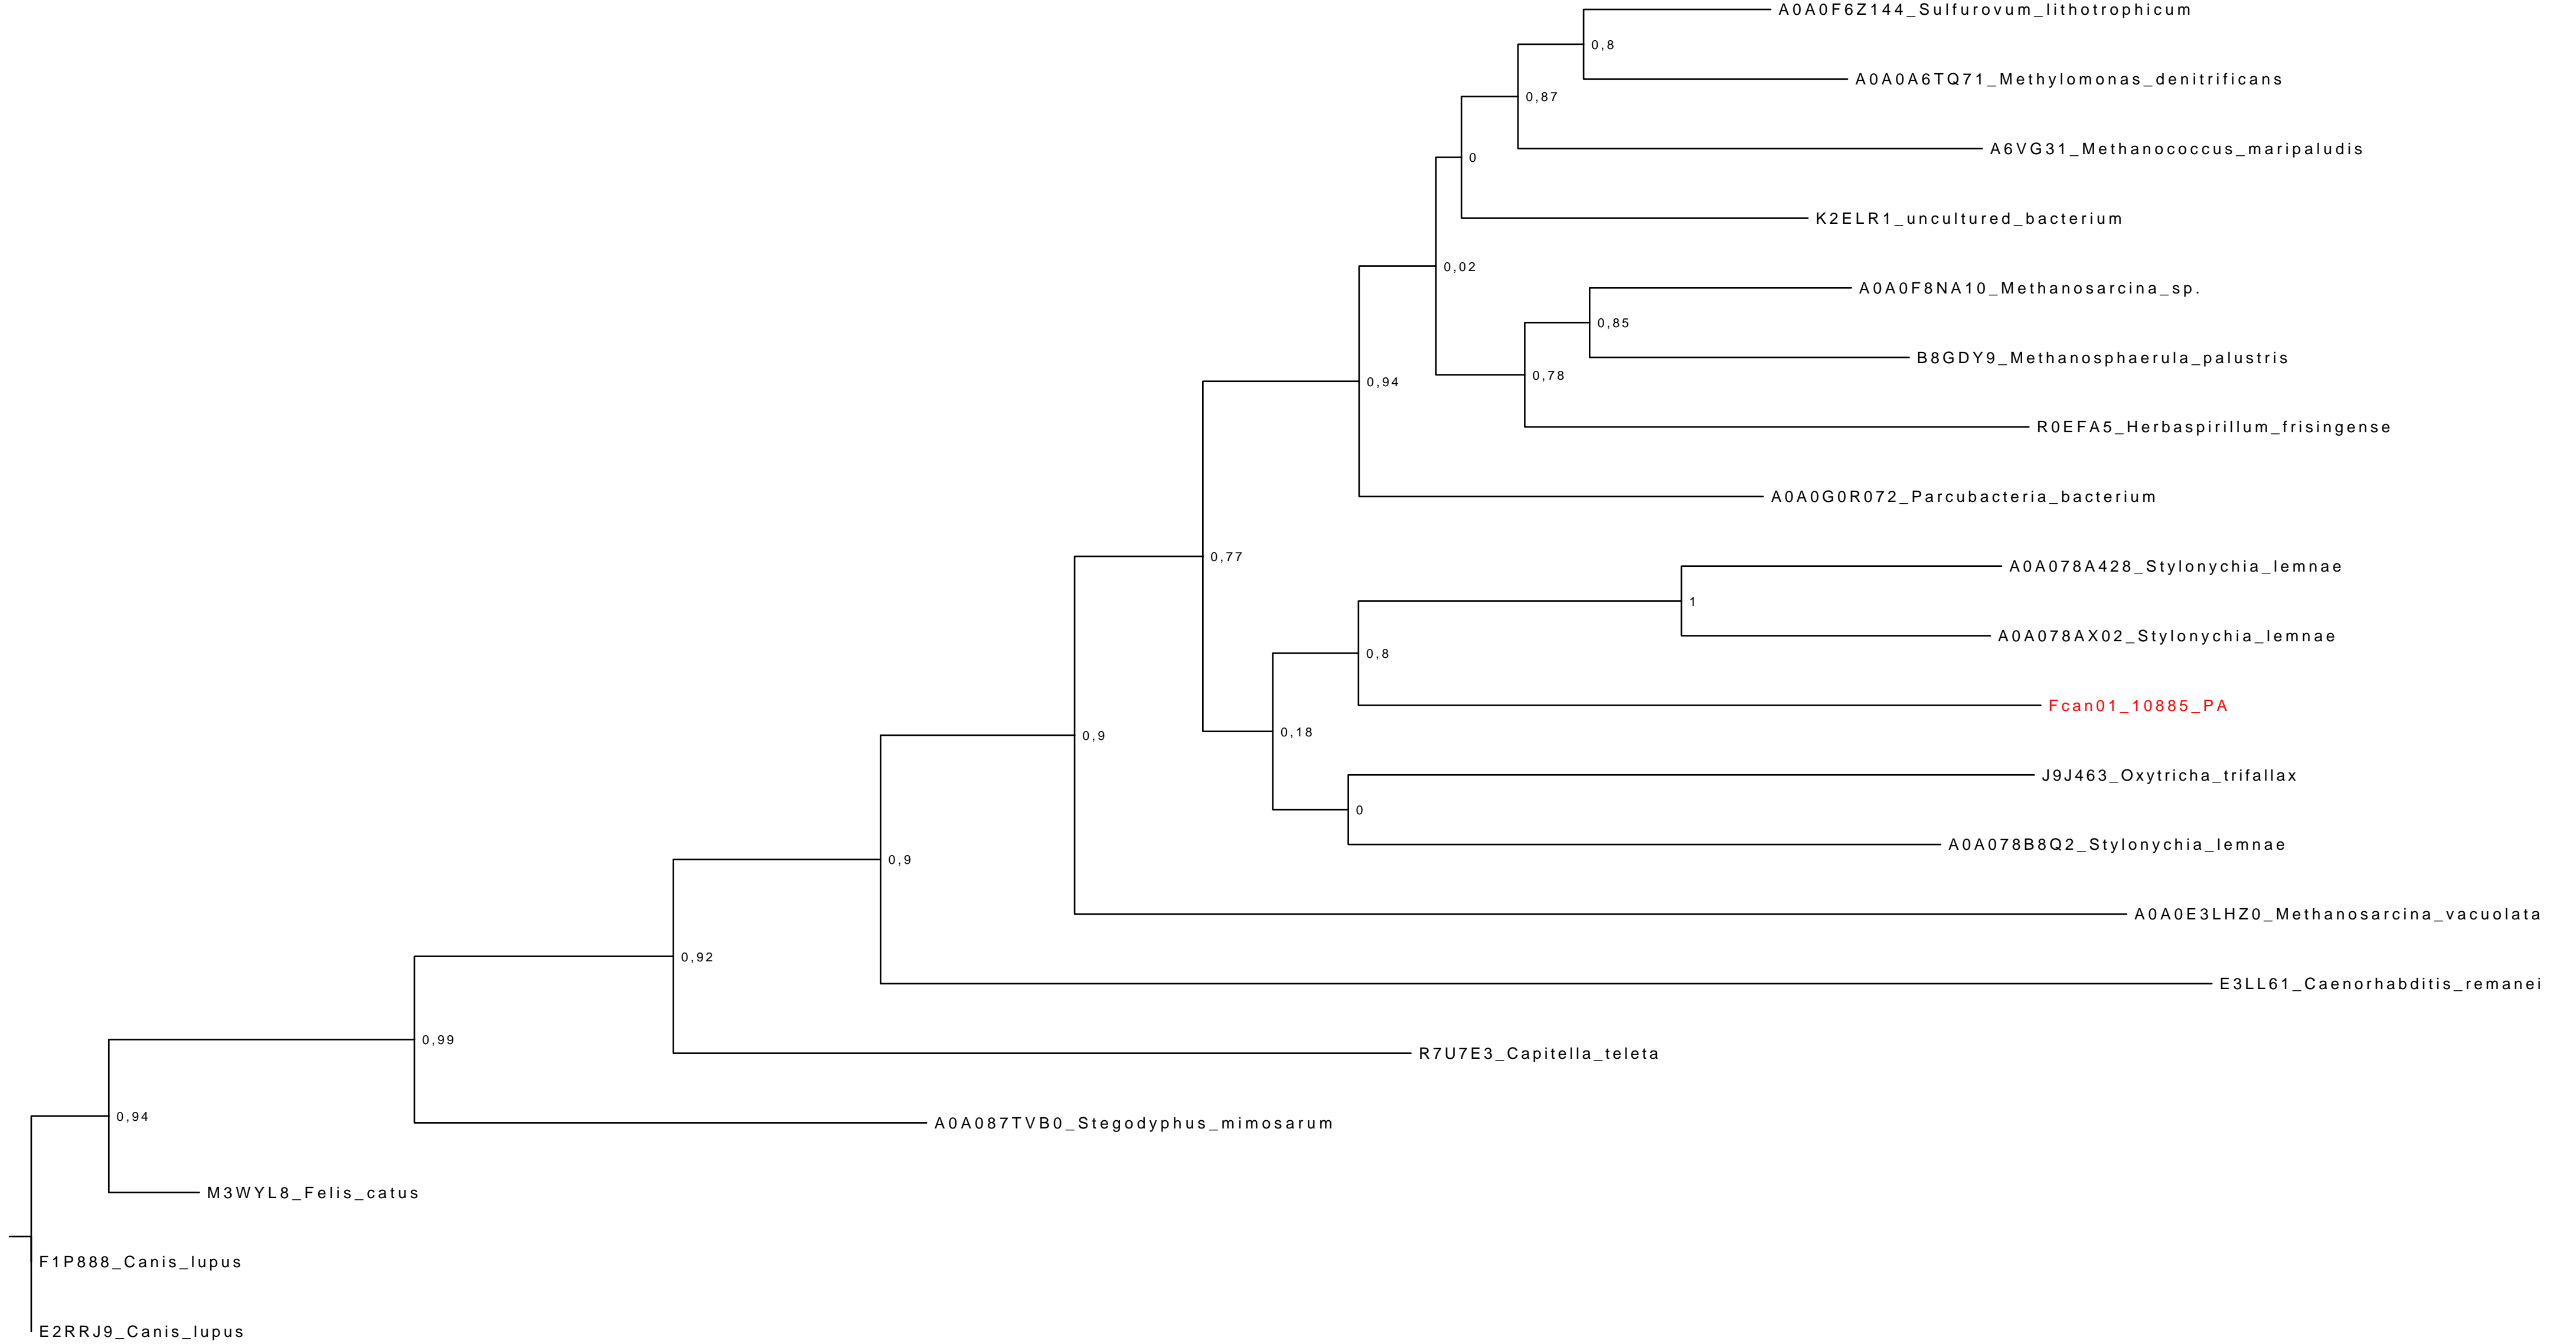 A0A0F6Z144_Sulfurovum_lithotrophicum
0,8
A0A0A6TQ71_Methylomonas_denitrificans
0,87
A6VG31_Methanococcus_maripaludis
0
K2ELR1_uncultured_bacterium
0,02
A0A0F8NA10_Methanosarcina_sp.
0,85
B8GDY9_Methanosphaerula_palustris
0,78
0,94
R0EFA5_Herbaspirillum_frisingense
A0A0G0R072_Parcubacteria_bacterium
0,77
A0A078A428_Stylonychia_lemnae
1
A0A078AX02_Stylonychia_lemnae
0,8
Fcan01_10885_PA
0,18
0,9
J9J463_Oxytricha_trifallax
0
A0A078B8Q2_Stylonychia_lemnae
0,9
A0A0E3LHZ0_Methanosarcina_vacuolata
0,92
E3LL61_Caenorhabditis_remanei
0,99
R7U7E3_Capitella_teleta
0,94
A0A087TVB0_Stegodyphus_mimosarum
M3WYL8_Felis_catus
F1P888_Canis_lupus
E2RRJ9_Canis_lupus